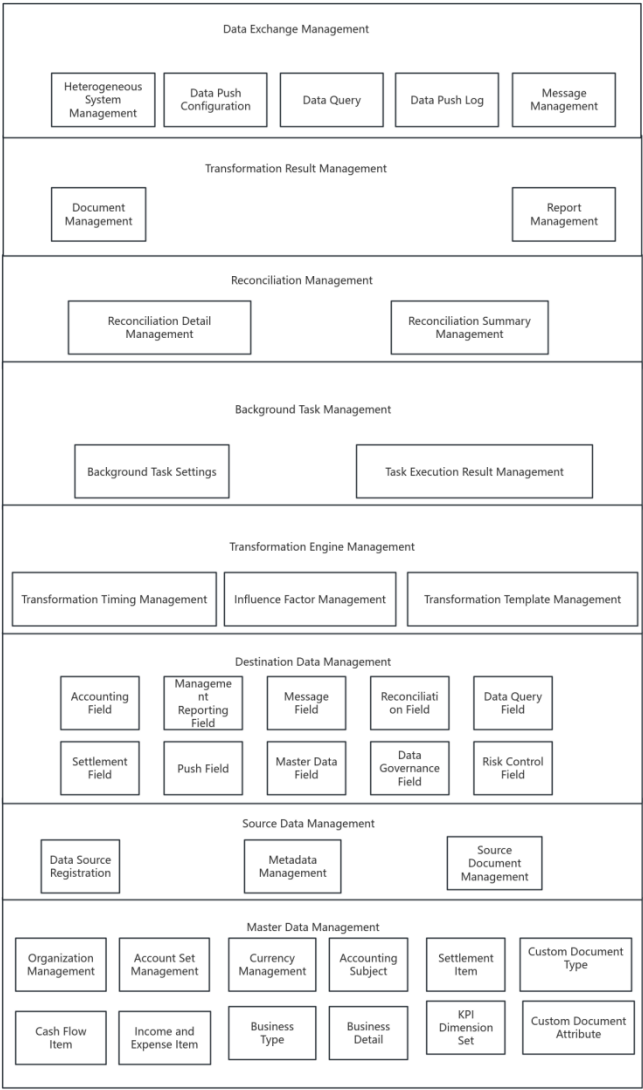 Data Exchange Management
Heterogeneous
System
Management
Data Push
Configuration
Data Query
Data Push Log
Message
Management
Transformation Result Management
Document
Management
Report
Management
Reconciliation Management
Reconciliation Detail
Management
Reconciliation Summary
Management
Background Task Management
Background Task Settings
Task Execution Result Management
Transformation Engine Management
Transformation Timing Management
Influence Factor Management
Transformation Template Management
Destination Data Management
Accounting
Field
Manageme
nt
Reporting
Field
Message
Field
Reconciliati
on Field
Data Query
Field
Settlement
Field
Push Field
Master Data
Field
Data
Governance
Field
Risk Control
Field
Source Data Management
Data Source
Registration
Metadata
Management
Source
Document
Management
Master Data Management
Organization
Management
Account Set
Management
Currency
Management
Accounting
Subject
Settlement
Item
Custom Document
Type
Cash Flow
Item
Income and
Expense Item
Business
Type
Business
Detail
KPI
Dimension
Set
Custom Document
Attribute